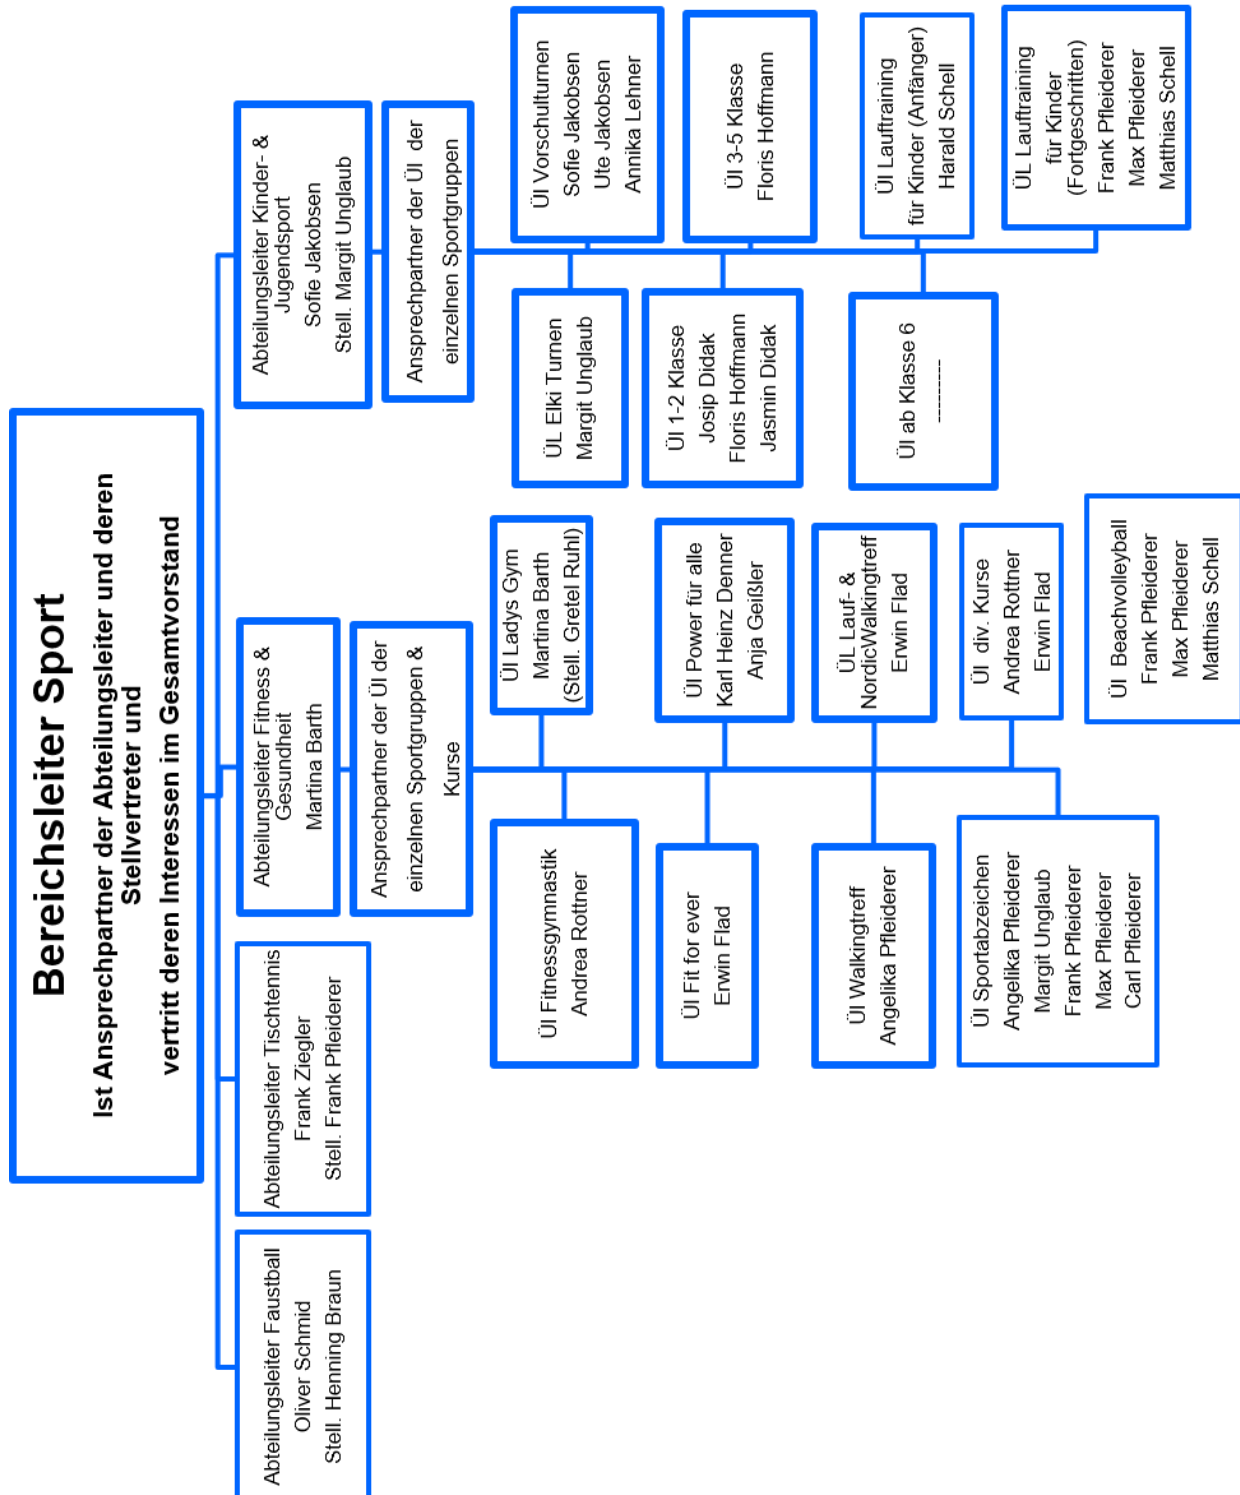 Bereichsleiter Sport
Ist Ansprechpartner der Abteilungsleiter und deren
Stellvertreter und
vertritt deren Interessen im Gesamtvorstand
Abteilungsleiter Faustball
Oliver Schmid
Stell. Henning Braun
Abteilungsleiter Tischtennis
Frank Ziegler
Stell. Frank Pfleiderer
Abteilungsleiter Fitness &
Gesundheit
Martina Barth
Ansprechpartner der Ül der
einzelnen Sportgruppen &
Kurse
Ül Fitnessgymnastik
Andrea Rottner
Ül Ladys Gym
Martina Barth
(Stell. Gretel Ruhl)
Ül Fit for ever
Erwin Flad
Ül Power für alle
Karl Heinz Denner
Anja Geißler
Ül Walkingtreff
Angelika Pfleiderer
ÜL Lauf- &
NordicWalkingtreff
Erwin Flad
Ül Sportabzeichen
Angelika Pfleiderer
Margit Unglaub
Frank Pfleiderer
Max Pfleiderer
Carl Pfleiderer
Ül div. Kurse
Andrea Rottner
Erwin Flad
Ül Beachvolleyball
Frank Pfleiderer
Max Pfleiderer
Matthias Schell
Abteilungsleiter Kinder- &
Jugendsport
Sofie Jakobsen
Stell. Margit Unglaub
Ansprechpartner der Ül der
einzelnen Sportgruppen
ÜL Elki Turnen
Margit Unglaub
Ül Vorschulturnen
Sofie Jakobsen
Ute Jakobsen
Annika Lehner
Ül 1-2 Klasse
Josip Didak
Floris Hoffmann
Jasmin Didak
Ül 3-5 Klasse
Floris Hoffmann
Ül ab Klasse 6
----------
Ül Lauftraining
für Kinder (Anfänger)
Harald Schell
ÜL Lauftraining
für Kinder
(Fortgeschritten)
Frank Pfleiderer
Max Pfleiderer
Matthias Schell